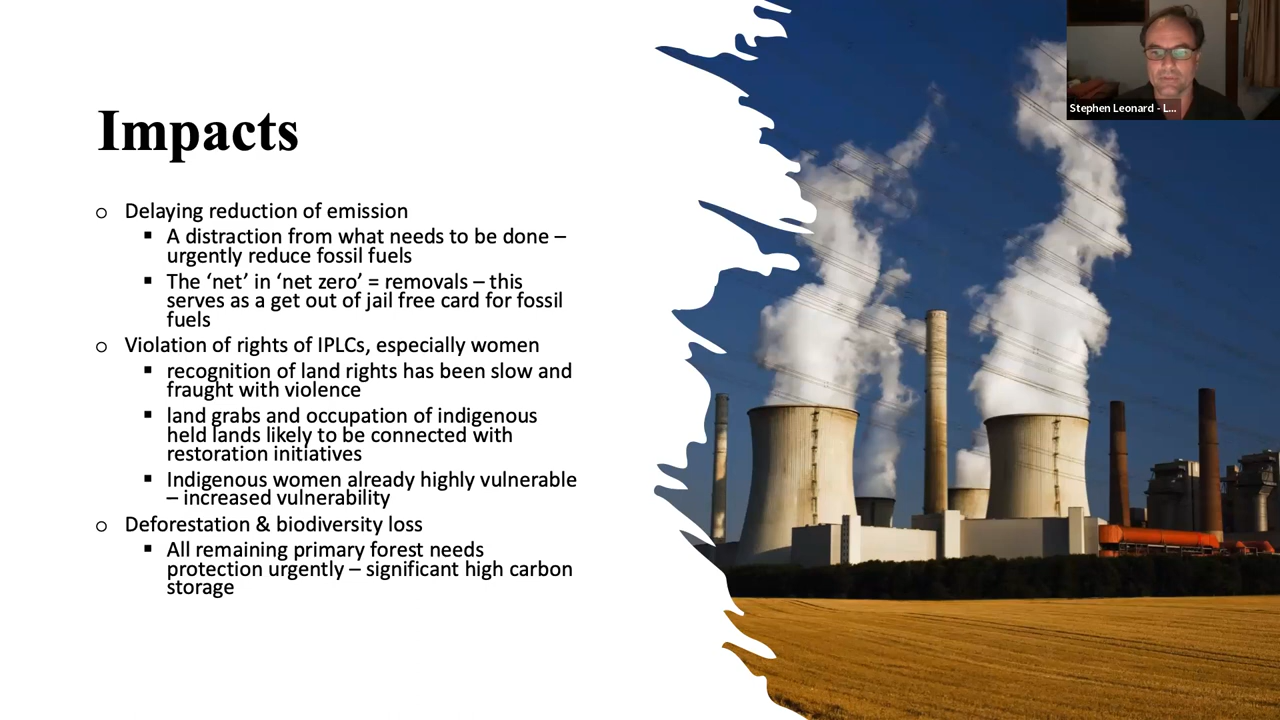 Impacts
o Delaying reduction of emission
▪ A distraction from what needs to be done –
urgently reduce fossil fuels
▪ The ‘net’ in ‘net zero’ = removals – this
serves as a get out of jail free card for fossil
fuels
o Violation of rights of IPLCs, especially women
▪ recognition of land rights has been slow and
fraught with violence
▪ land grabs and occupation of indigenous
held lands likely to be connected with
restoration initiatives
▪ Indigenous women already highly vulnerable
– increased vulnerability
o Deforestation & biodiversity loss
▪ All remaining primary forest needs
protection urgently – significant high carbon
storage
Stephen Leonard - L...